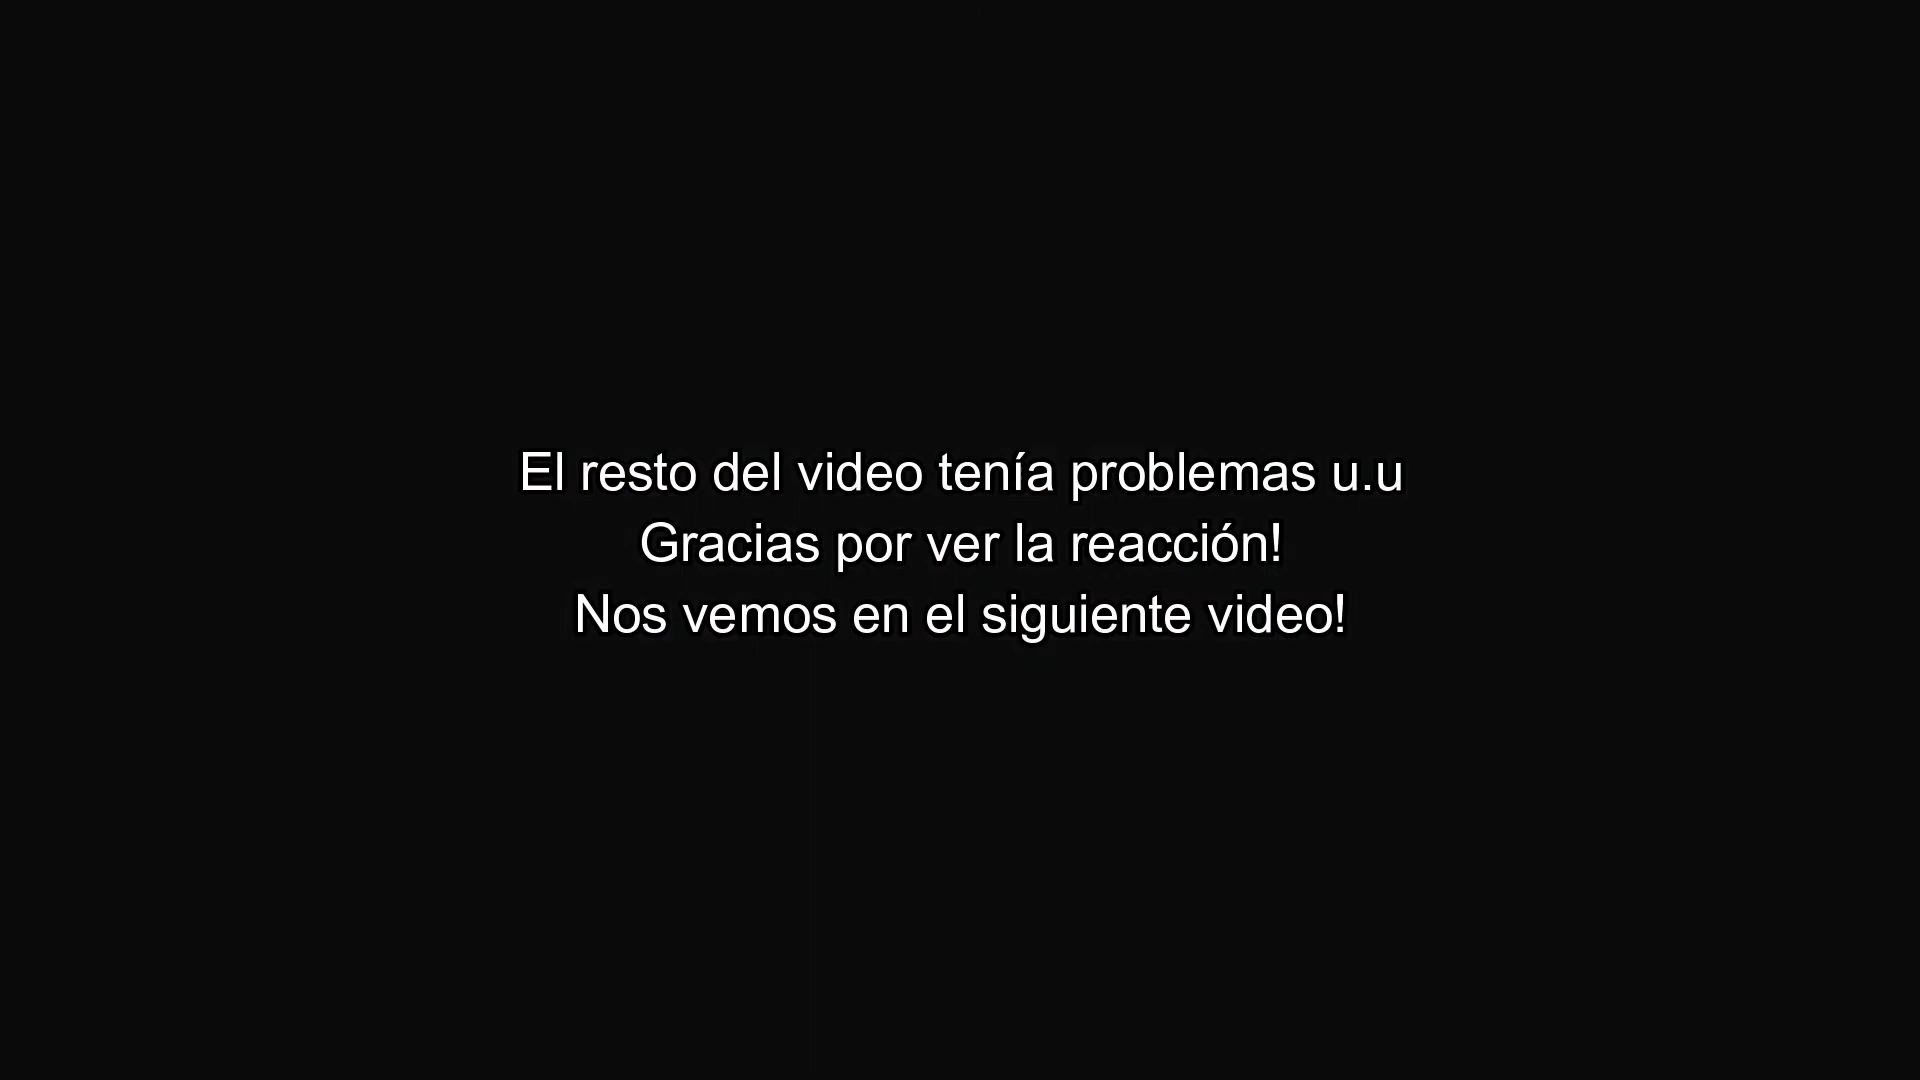 El resto del video tenía problemas u.u
Gracias por ver la reacción!
Nos vemos en el siguiente video!